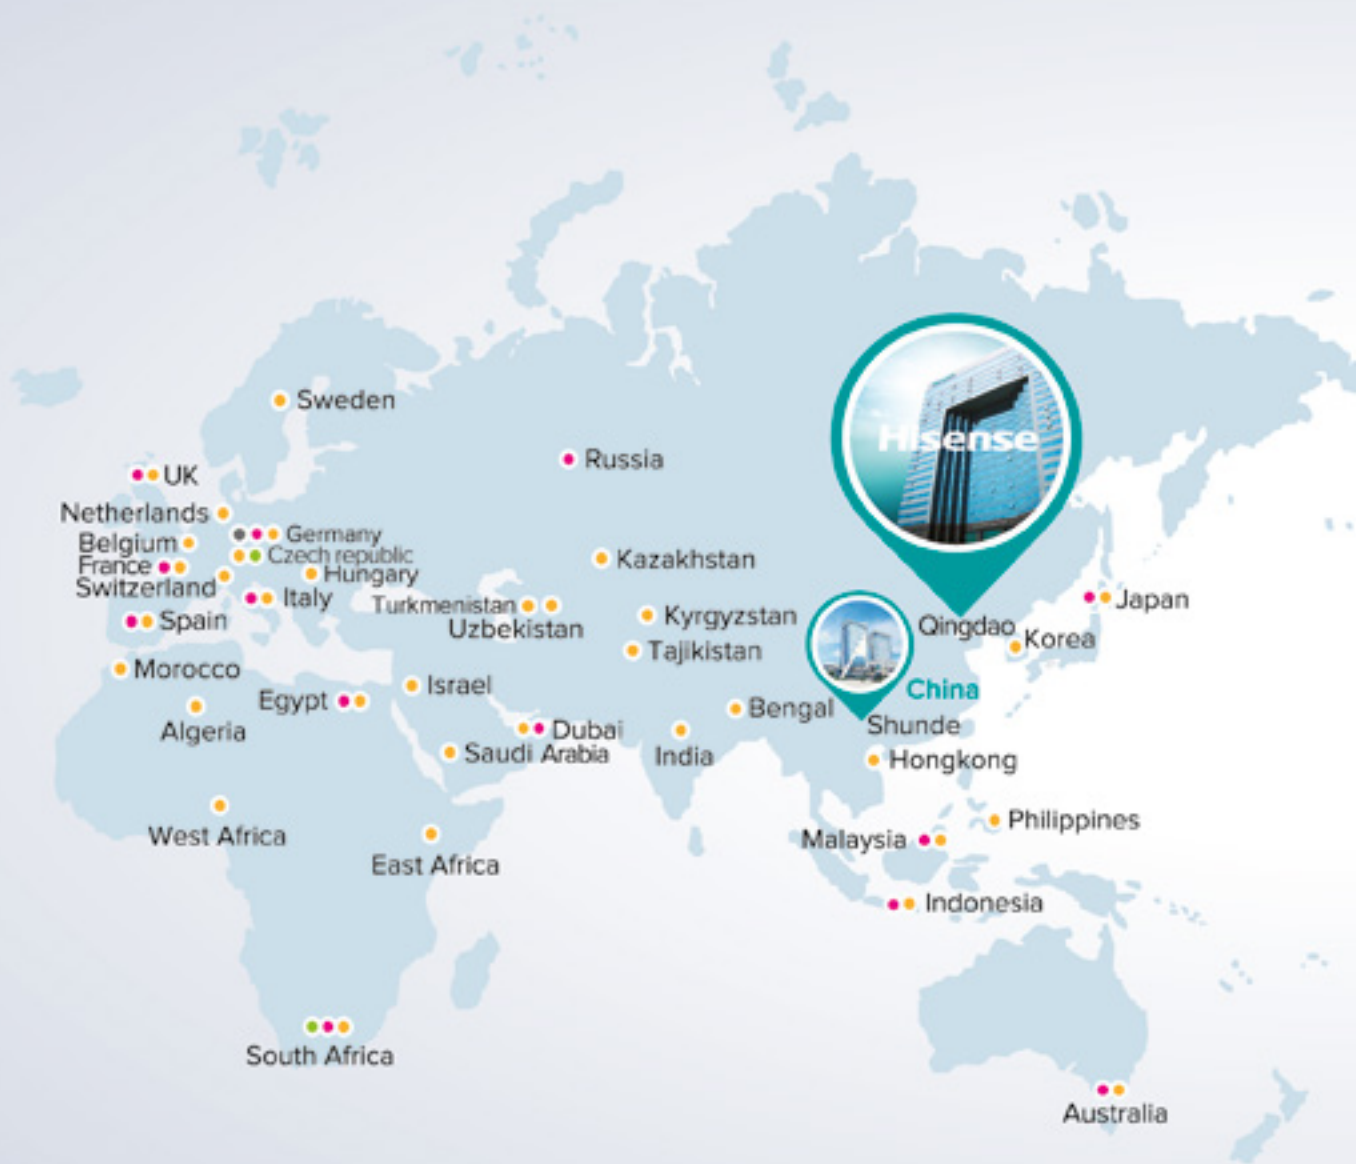 Hisense
Sweden
Russia
UK
Netherlands
Germany
Belgium
Czech republic
France
Hungary
Switzerland
Kazakhstan
Italy
Turkmenistan
Uzbekistan
Spain
Kyrgyzstan
Tajikistan
Qingdao
Japan
Korea
Morocco
Israel
China
Egypt
Algeria
Bengal
Shunde
Dubai
Saudi Arabia
India
Hongkong
West Africa
East Africa
Philippines
Malaysia
Indonesia
South Africa
Australia